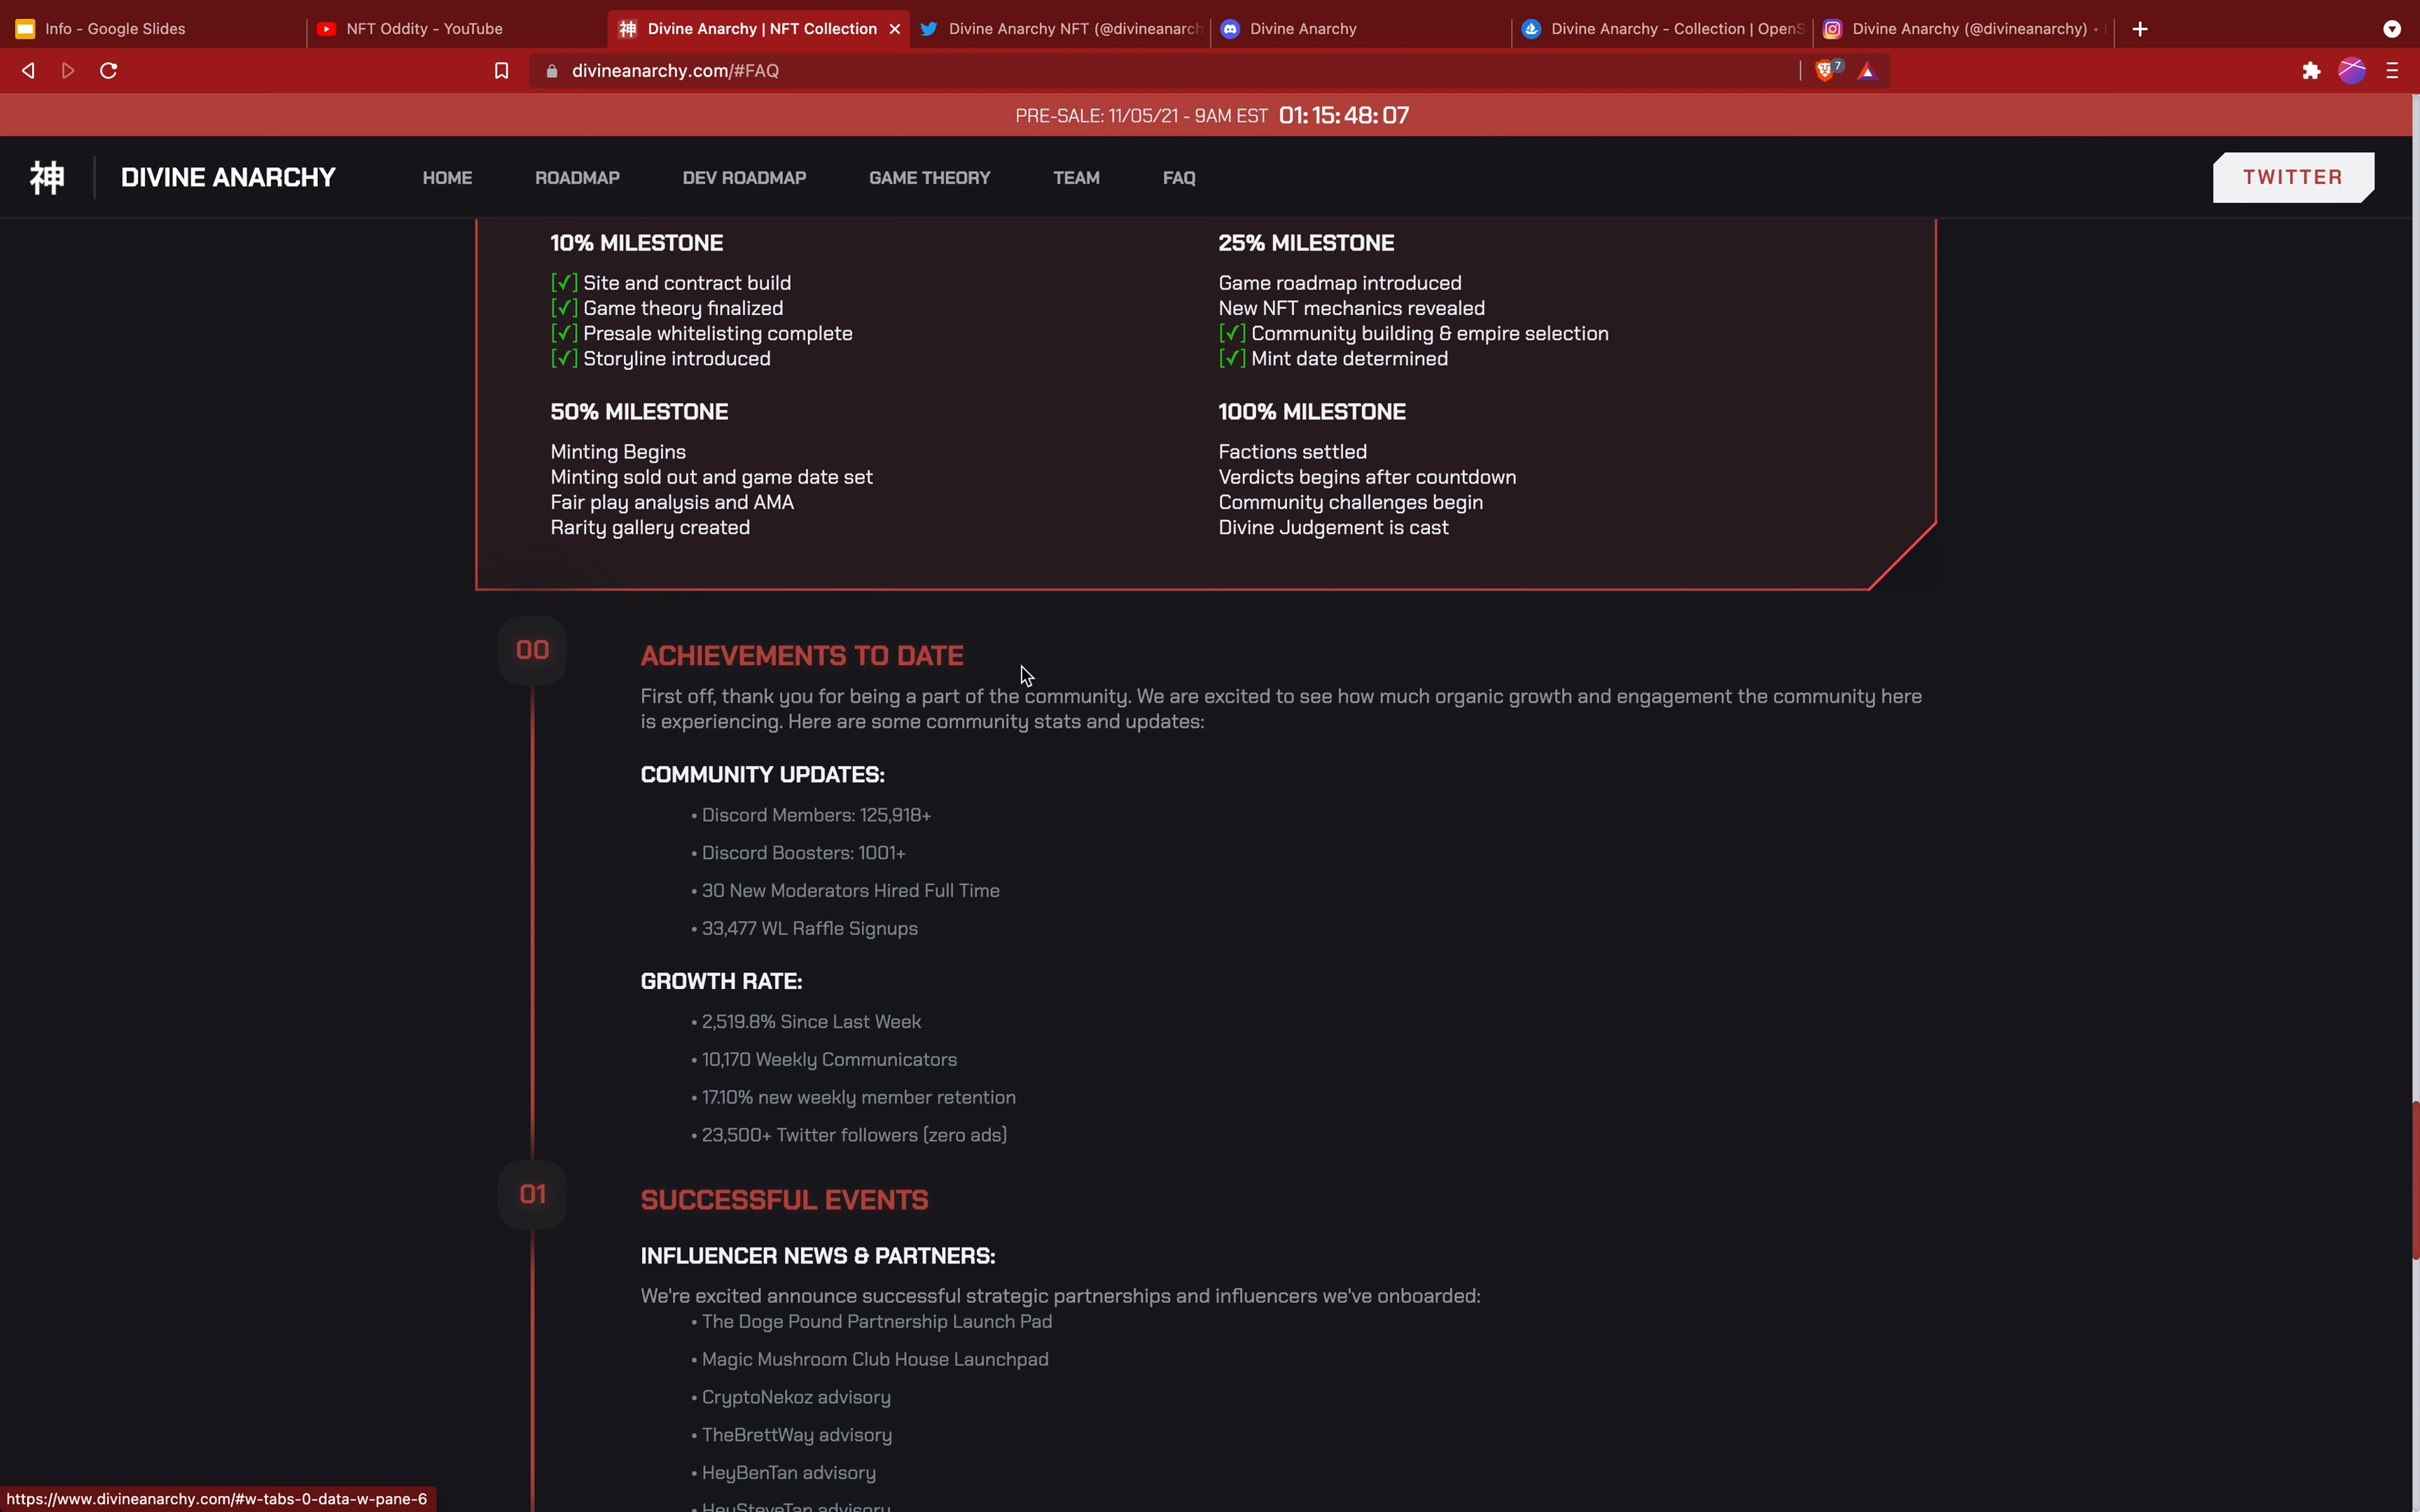 Info - Google Slides
NFT Oddity - YouTube
Divine Anarchy | NFT Collection
Divine Anarchy NFT (@divineanarch
Divine Anarchy
Divine Anarchy - Collection | OpenS
Divine Anarchy (@divineanarchy) •
divineanarchy.com/#FAQ
7
PRE-SALE: 11/05/21 - 9AM EST 01:15:48:07
神
DIVINE ANARCHY
HOME
ROADMAP
DEV ROADMAP
GAME THEORY
TEAM
FAQ
TWITTER
10% MILESTONE
[✓] Site and contract build
[✓] Game theory finalized
[✓] Presale whitelisting complete
[✓] Storyline introduced
25% MILESTONE
Game roadmap introduced
New NFT mechanics revealed
[✓] Community building & empire selection
[✓] Mint date determined
50% MILESTONE
Minting Begins
Minting sold out and game date set
Fair play analysis and AMA
Rarity gallery created
100% MILESTONE
Factions settled
Verdicts begins after countdown
Community challenges begin
Divine Judgement is cast
00
ACHIEVEMENTS TO DATE
First off, thank you for being a part of the community. We are excited to see how much organic growth and engagement the community here
is experiencing. Here are some community stats and updates:
COMMUNITY UPDATES:
• Discord Members: 125,918+
• Discord Boosters: 1001+
• 30 New Moderators Hired Full Time
• 33,477 WL Raffle Signups
GROWTH RATE:
• 2,519.8% Since Last Week
• 10,170 Weekly Communicators
• 17.10% new weekly member retention
• 23,500+ Twitter followers (zero ads)
01
SUCCESSFUL EVENTS
INFLUENCER NEWS & PARTNERS:
We're excited announce successful strategic partnerships and influencers we've onboarded:
• The Doge Pound Partnership Launch Pad
• Magic Mushroom Club House Launchpad
• CryptoNekoz advisory
• TheBrettWay advisory
• HeyBenTan advisory
• HeySteveTan advisory
https://www.divineanarchy.com/#w-tabs-0-data-w-pane-6